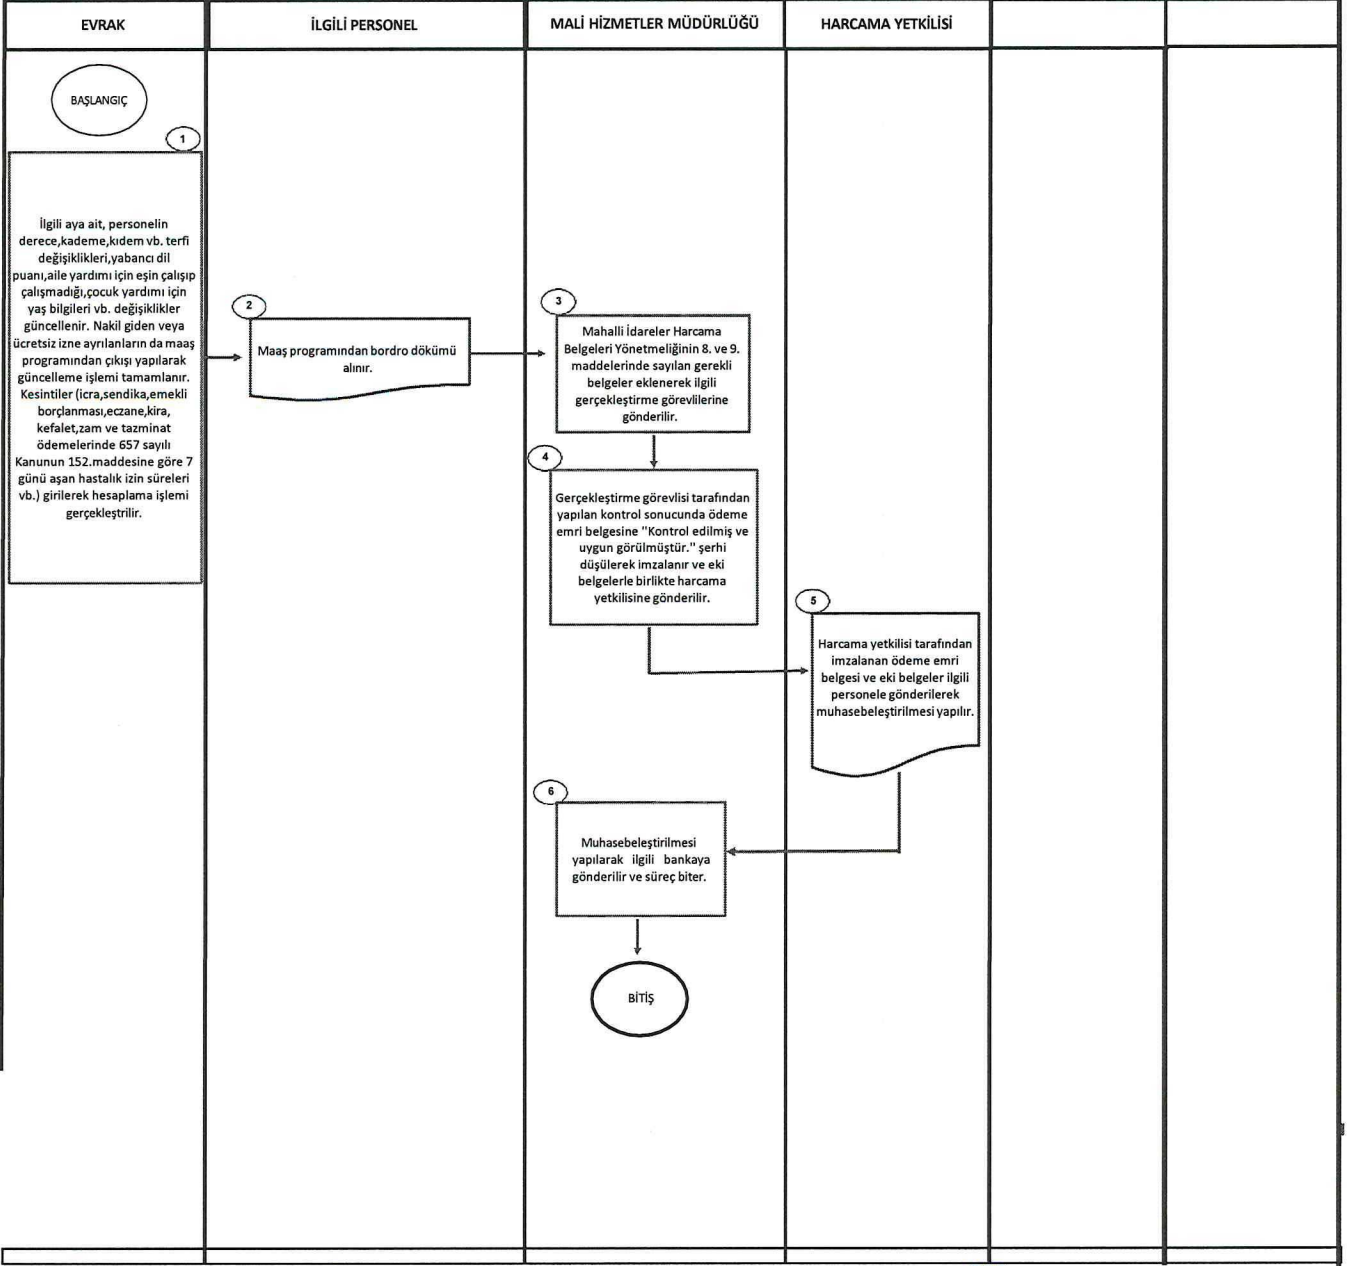 EVRAK
İLGİLİ PERSONEL
MALİ HİZMETLER MÜDÜRLÜĞÜ
HARCAMA YETKİLİSİ
BAŞLANGIÇ
1
İlgili aya ait, personelin
derece,kademe,kıdem vb. terfi
değişiklikleri,yabancı dil
puanı,aile yardımı için eşin çalışıp
çalışmadığı,çocuk yardımı için
yaş bilgileri vb. değişiklikler
güncellenir. Nakil giden veya
ücretsiz izne ayrılanların da maaş
programından çıkışı yapılarak
güncelleme işlemi tamamlanır.
Kesintiler (icra,sendika,emekli
borçlanması,eczane,kira,
kefalet,zam ve tazminat
ödemelerinde 657 sayılı
Kanunun 152.maddesine göre 7
günü aşan hastalık izin süreleri
vb.) girilerek hesaplama işlemi
gerçekleştrilir.
2
Maaş programından bordro dökümü
alınır.
3
Mahalli İdareler Harcama
Belgeleri Yönetmeliğinin 8. ve 9.
maddelerinde sayılan gerekli
belgeler eklenerek ilgili
gerçekleştirme görevlilerine
gönderilir.
4
Gerçekleştirme görevlisi tarafından
yapılan kontrol sonucunda ödeme
emri belgesine "Kontrol edilmiş ve
uygun görülmüştür." şerhi
düşülerek imzalanır ve eki
belgelerle birlikte harcama
yetkilisine gönderilir.
5
Harcama yetkilisi tarafından
imzalanan ödeme emri
belgesi ve eki belgeler ilgili
personele gönderilerek
muhasebeleştirilmesi yapılır.
6
Muhasebeleştirilmesi
yapılarak ilgili bankaya
gönderilir ve süreç biter.
BİTİŞ